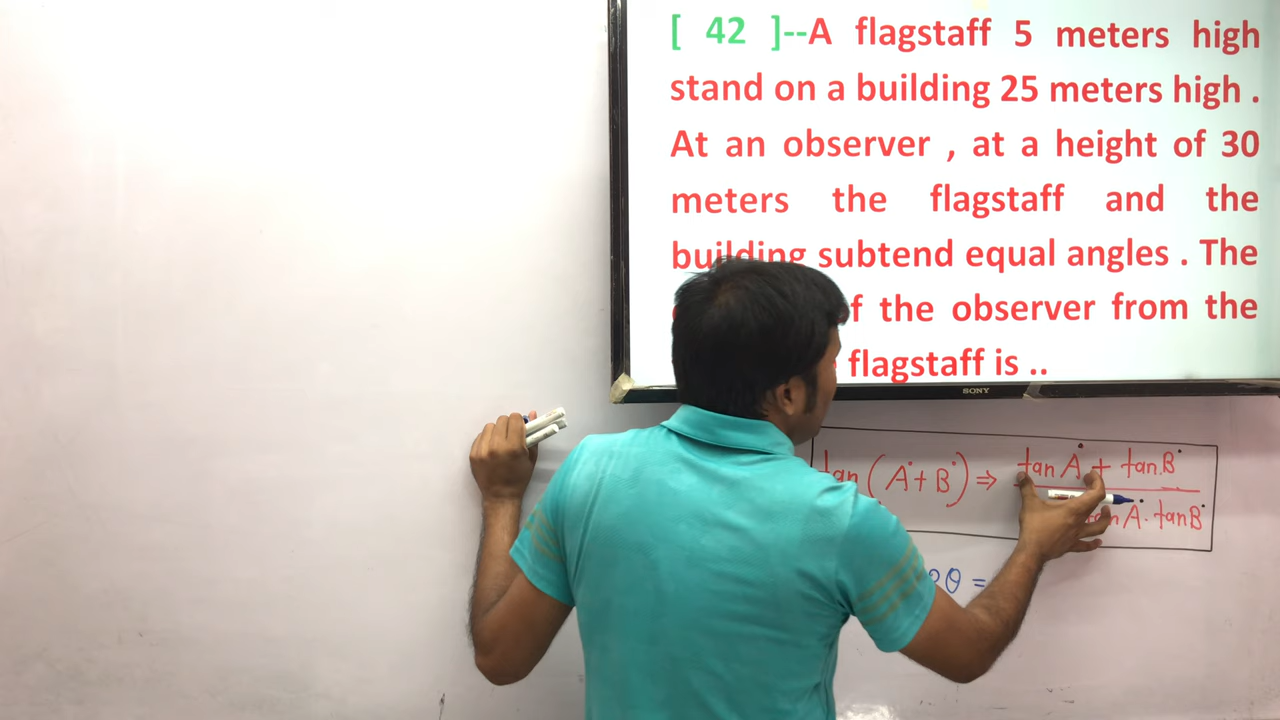 [ 42 ]--A flagstaff 5 meters high
stand on a building 25 meters high .
At an observer , at a height of 30
meters the flagstaff and the
building subtend equal angles . The
f the observer from the
flagstaff is ..
SONY
tan (A° + B°) ⇒ tan A° + tan B°
A° . tan B°
2θ =